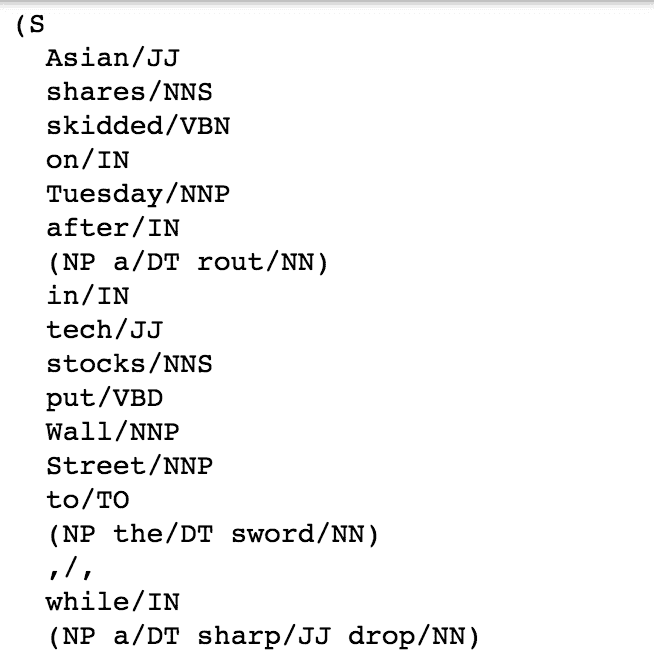 (S
Asian/JJ
shares/NNS
skidded/VBN
on/IN
Tuesday/NNP
after/IN
(NP a/DT rout/NN)
in/IN
tech/JJ
stocks/NNS
put/VBD
Wall/NNP
Street/NNP
to/TO
(NP the/DT sword/NN)
,/,
while/IN
(NP a/DT sharp/JJ drop/NN)